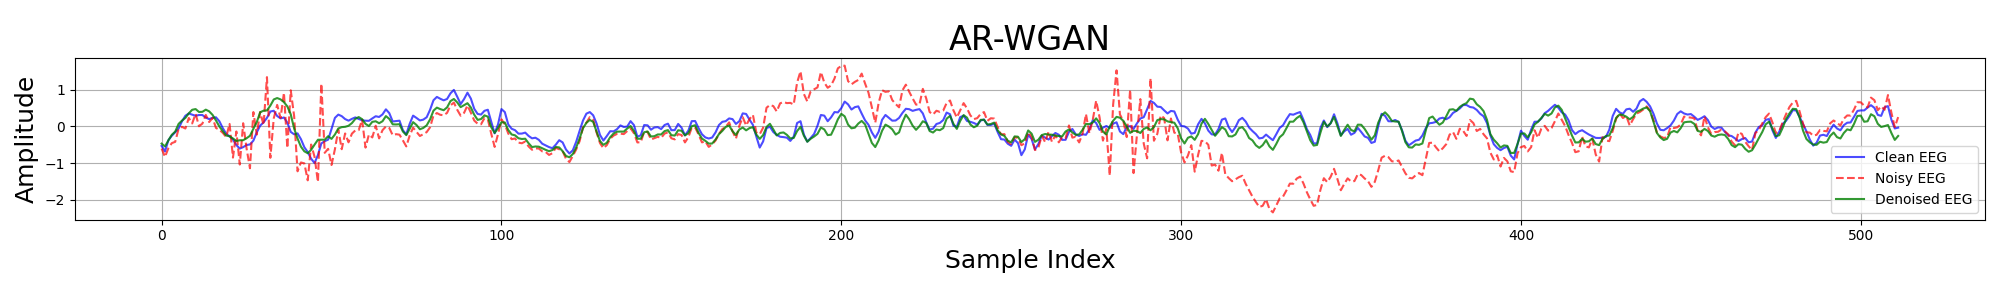 AR-WGAN
Amplitude
1
0
−1
−2
Clean EEG
Noisy EEG
Denoised EEG
0 100 200 300 400 500
Sample Index